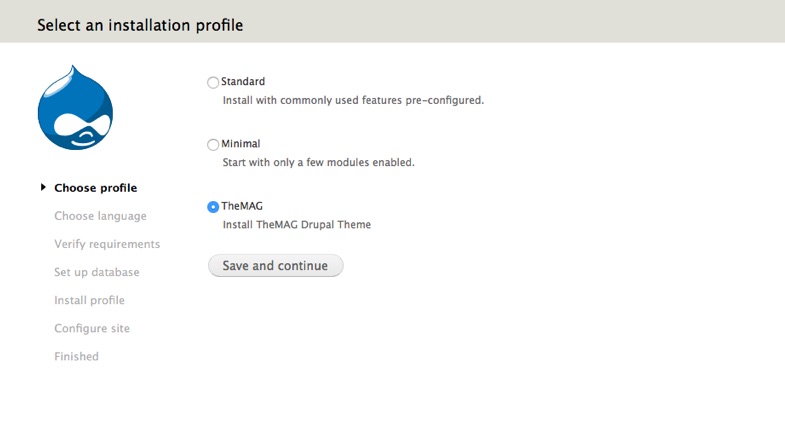 Select an installation profile
Standard
Install with commonly used features pre-configured.
Minimal
Start with only a few modules enabled.
TheMAG
Install TheMAG Drupal Theme
Save and continue
Choose profile
Choose language
Verify requirements
Set up database
Install profile
Configure site
Finished